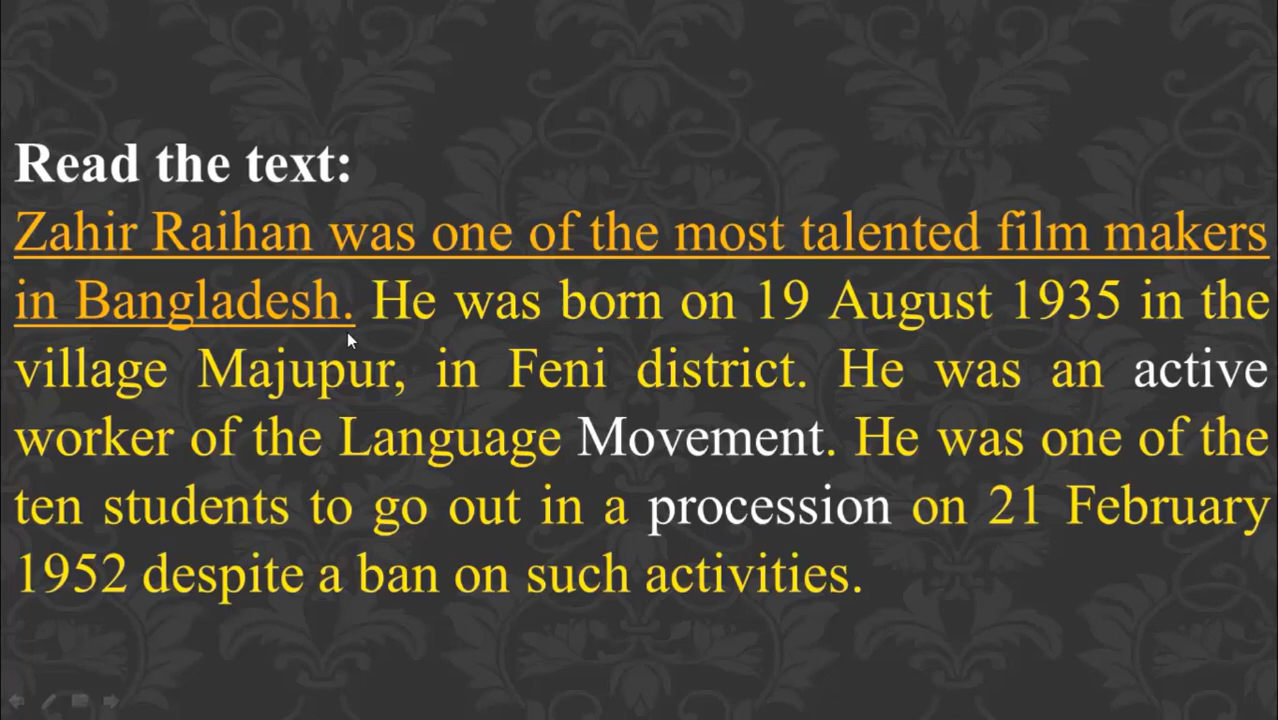 Read the text:
Zahir Raihan was one of the most talented film makers
in Bangladesh. He was born on 19 August 1935 in the
village Majupur, in Feni district. He was an active
worker of the Language Movement. He was one of the
ten students to go out in a procession on 21 February
1952 despite a ban on such activities.